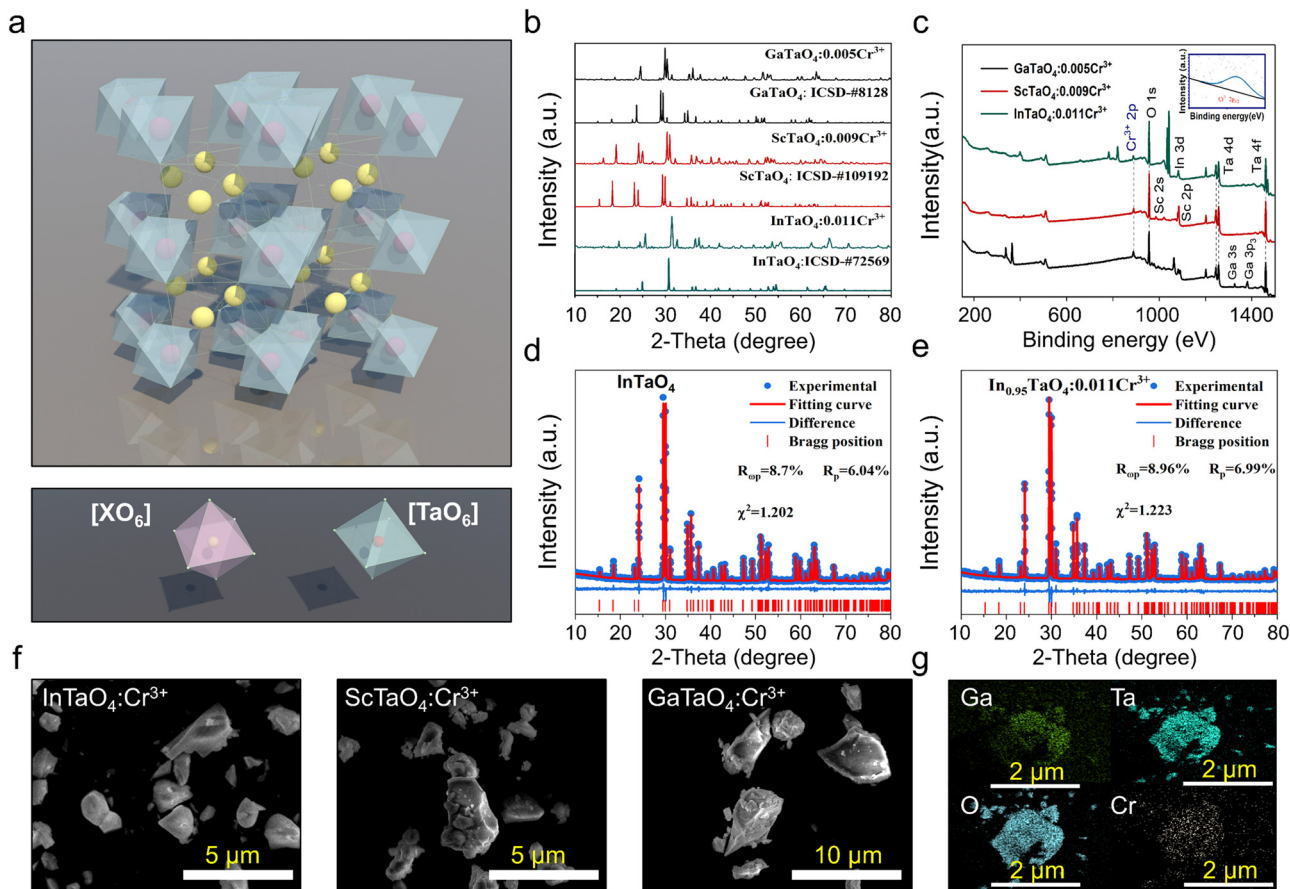 a
[XO₆]
[TaO₆]
b
GaTaO₄:0.005Cr³⁺
GaTaO₄: ICSD-#8128
ScTaO₄:0.009Cr³⁺
ScTaO₄: ICSD-#109192
InTaO₄:0.011Cr³⁺
InTaO₄:ICSD-#72569
Intensity (a.u.)
10 20 30 40 50 60 70 80
2-Theta (degree)
c
GaTaO₄:0.005Cr³⁺
ScTaO₄:0.009Cr³⁺
InTaO₄:0.011Cr³⁺
Intensity (a.u.)
Binding energy(eV)
Cr³⁺ 2p
O 1s
In 3d
Ta 4d
Ta 4f
Sc 2s
Sc 2p
Ga 3s
Ga 3p₃
Intensity(a.u.)
200 600 1000 1400
Binding energy (eV)
d
InTaO₄
Experimental
Fitting curve
Difference
Bragg position
Rωp=8.7% Rp=6.04%
χ²=1.202
Intensity (a.u.)
10 20 30 40 50 60 70 80
2-Theta (degree)
e
In₀.₉₅TaO₄:0.011Cr³⁺
Experimental
Fitting curve
Difference
Bragg position
Rωp=8.96% Rp=6.99%
χ²=1.223
Intensity (a.u.)
10 20 30 40 50 60 70 80
2-Theta (degree)
f
InTaO₄:Cr³⁺
5 μm
ScTaO₄:Cr³⁺
5 μm
GaTaO₄:Cr³⁺
10 μm
g
Ga
2 μm
Ta
2 μm
O
2 μm
Cr
2 μm